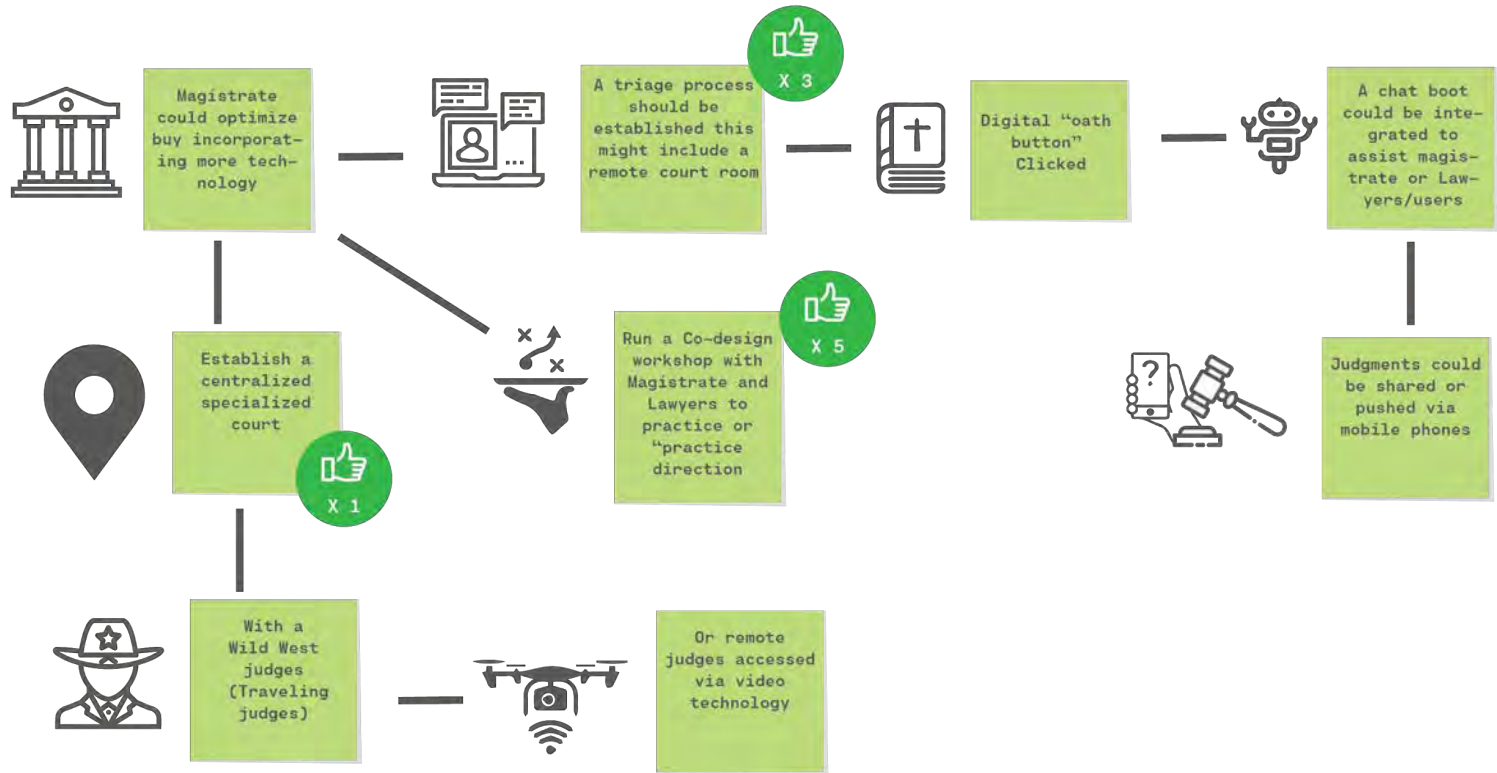 Magistrate
could optimize
buy incorporat-
ing more tech-
nology
A triage process
should be
established this
might include a
remote court room
X 3
Digital “oath
button”
Clicked
A chat boot
could be inte-
grated to
assist magis-
trate or Law-
yers/users
Establish a
centralized
specialized
court
X 1
Run a Co-design
workshop with
Magistrate and
Lawyers to
practice or
“practice
direction
X 5
?
Judgments could
be shared or
pushed via
mobile phones
With a
Wild West
judges
(Traveling
judges)
Or remote
judges accessed
via video
technology